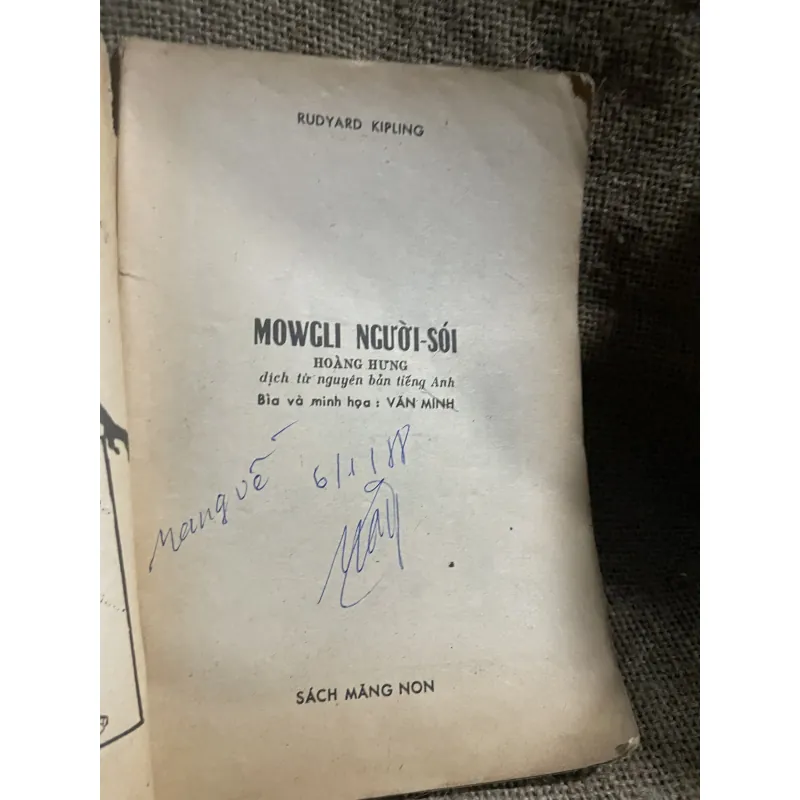 RUDYARD KIPLING
MOWGLI NGƯỜI-SÓI
HOÀNG HƯNG
dịch từ nguyên bản tiếng Anh
Bìa và minh họa : VĂN MINH
Mang về 6/1/88
SÁCH MĂNG NON